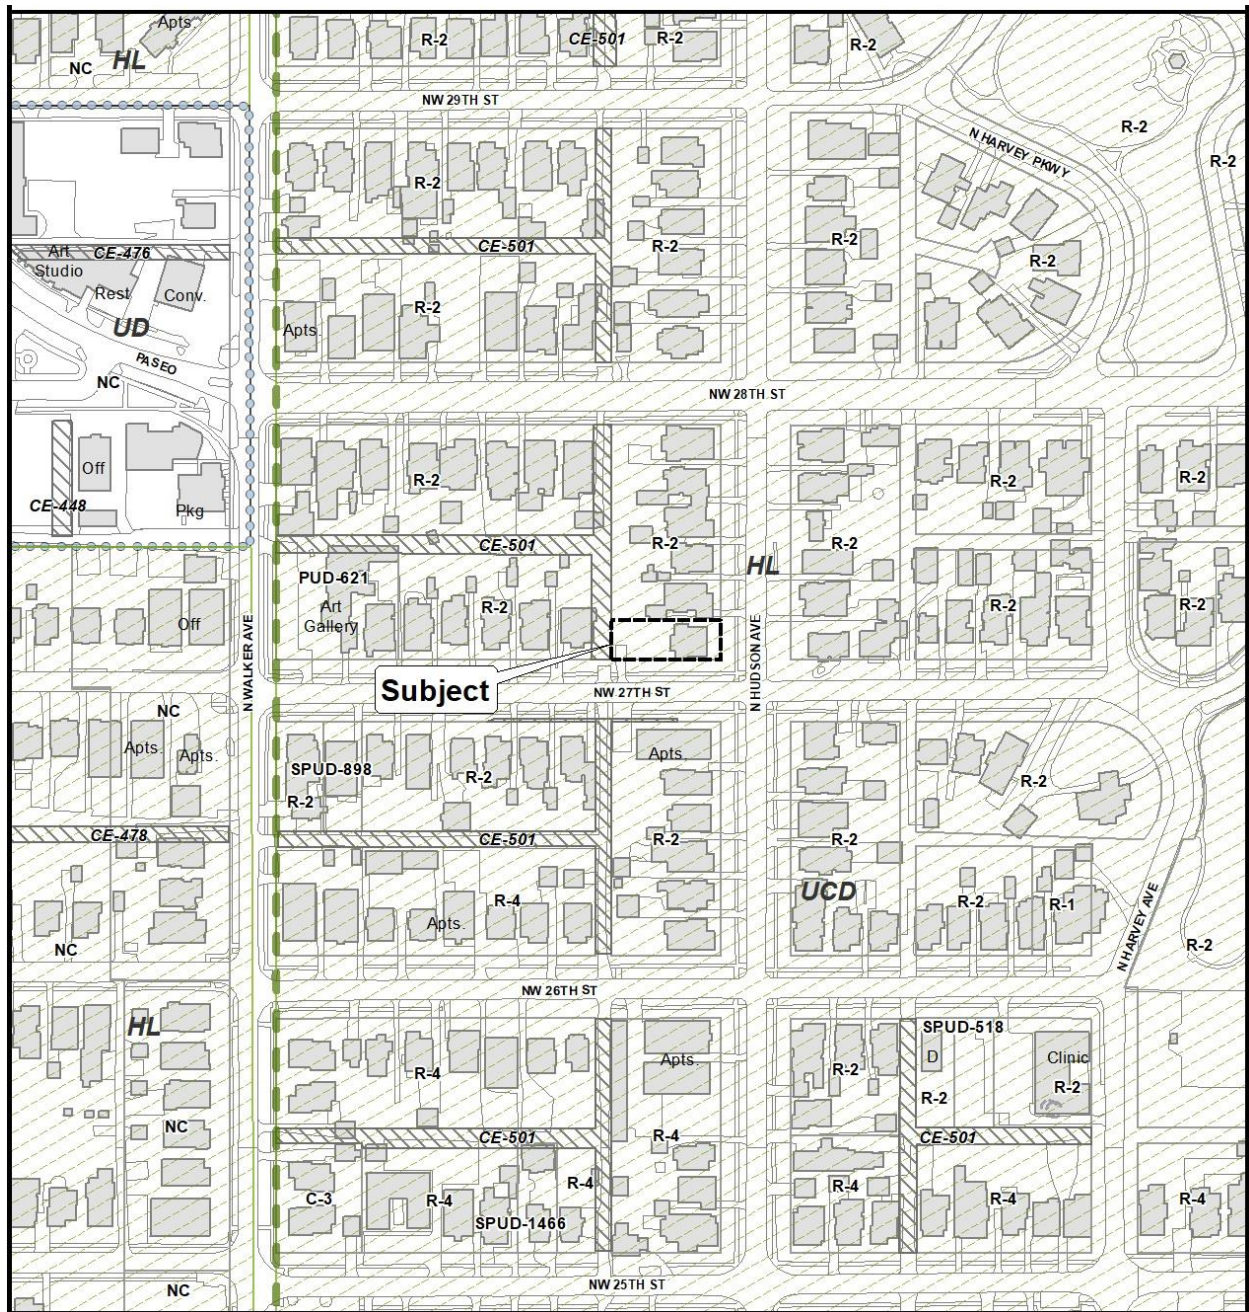 Apts.
HL
NC
R-2
CE-501
R-2
R-2
NW 29TH ST
N HARVEY PKWY
R-2
R-2
R-2
R-2
R-2
R-2
CE-476
CE-501
Art
Studio
Rest
Conv.
UD
PASEO
NC
Apts.
R-2
NW 28TH ST
Off
CE-448
Pkg
R-2
R-2
R-2
R-2
R-2
CE-501
HL
PUD-621
Art
Gallery
R-2
R-2
R-2
Off
N WALKER AVE
N HUDSON AVE
Subject
NW 27TH ST
NC
Apts.
Apts.
SPUD-898
R-2
R-2
Apts.
R-2
CE-478
CE-501
R-2
R-2
UCD
Apts.
R-4
R-2
R-1
N HARVEY AVE
R-2
NC
NW 26TH ST
HL
R-4
Apts.
R-2
SPUD-518
D
Clinic
R-2
R-2
NC
CE-501
R-4
CE-501
C-3
R-4
R-4
SPUD-1466
R-4
R-4
R-4
NC
NW 25TH ST